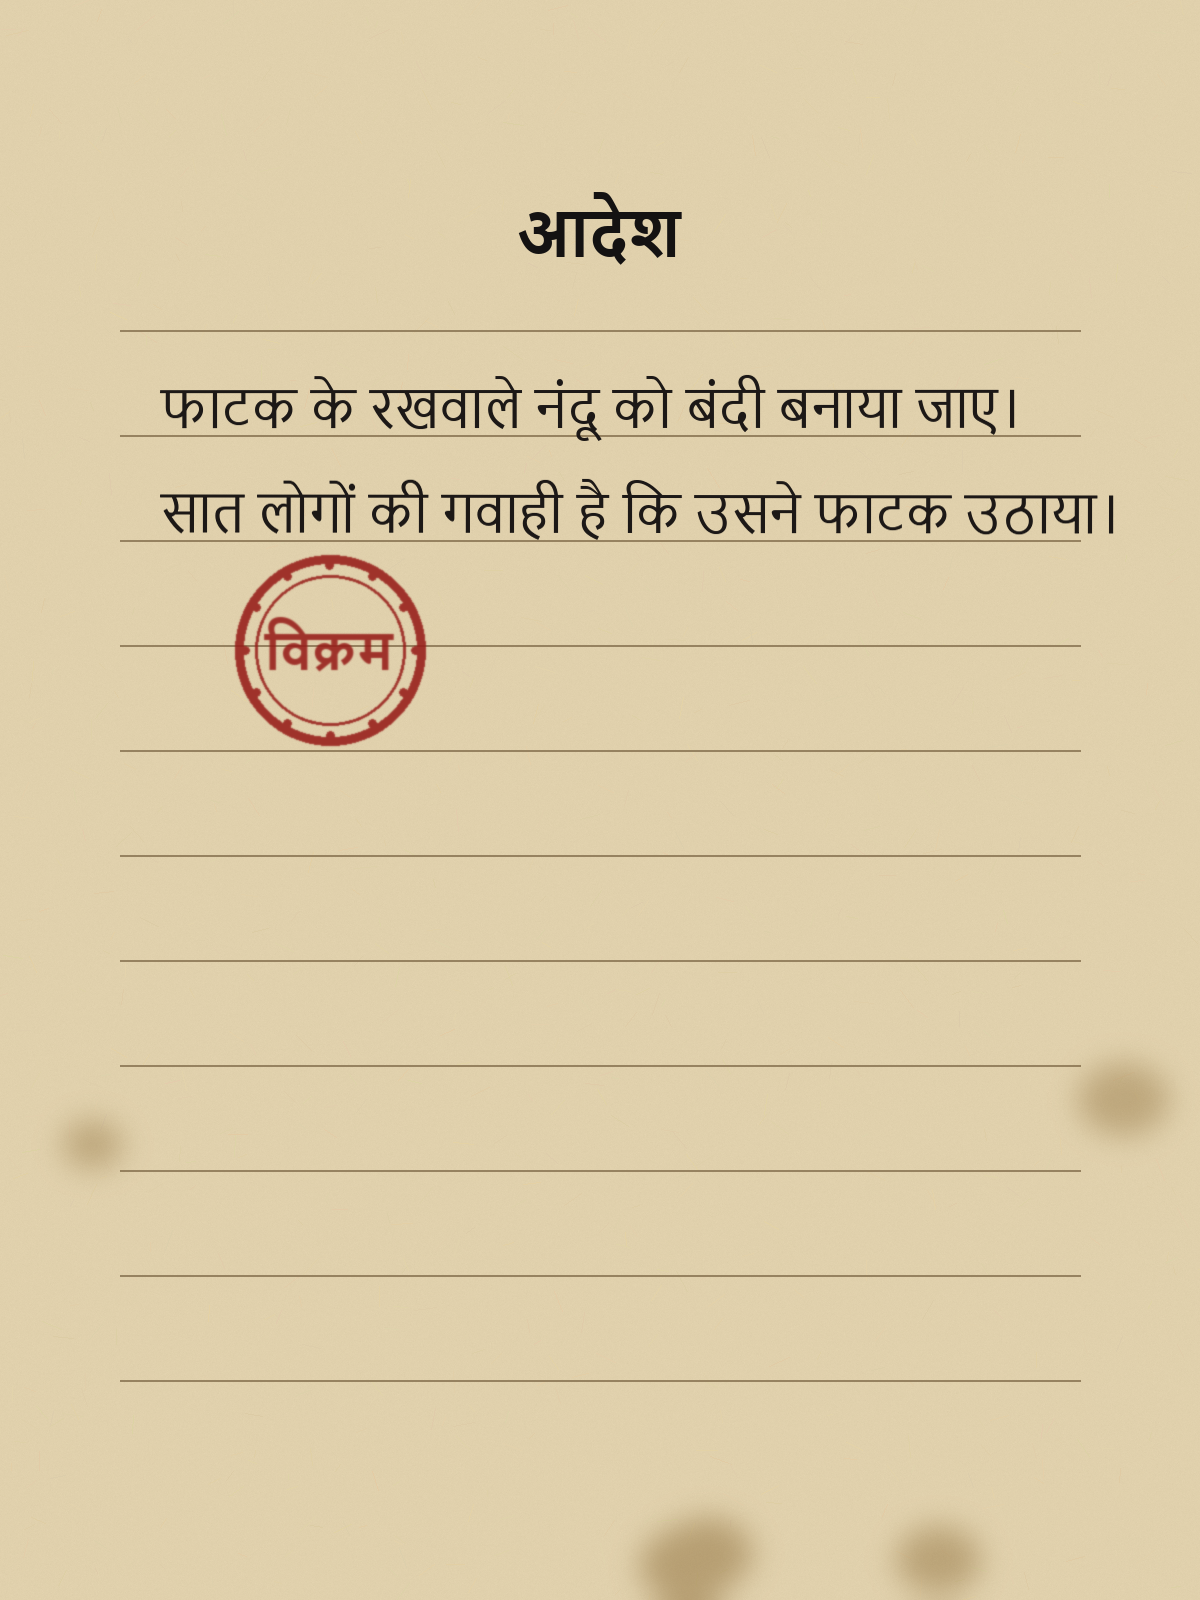 आदेश
फाटक के रखवाले नंदू को बंदी बनाया जाए।
सात लोगों की गवाही है कि उसने फाटक उठाया।
विक्रम